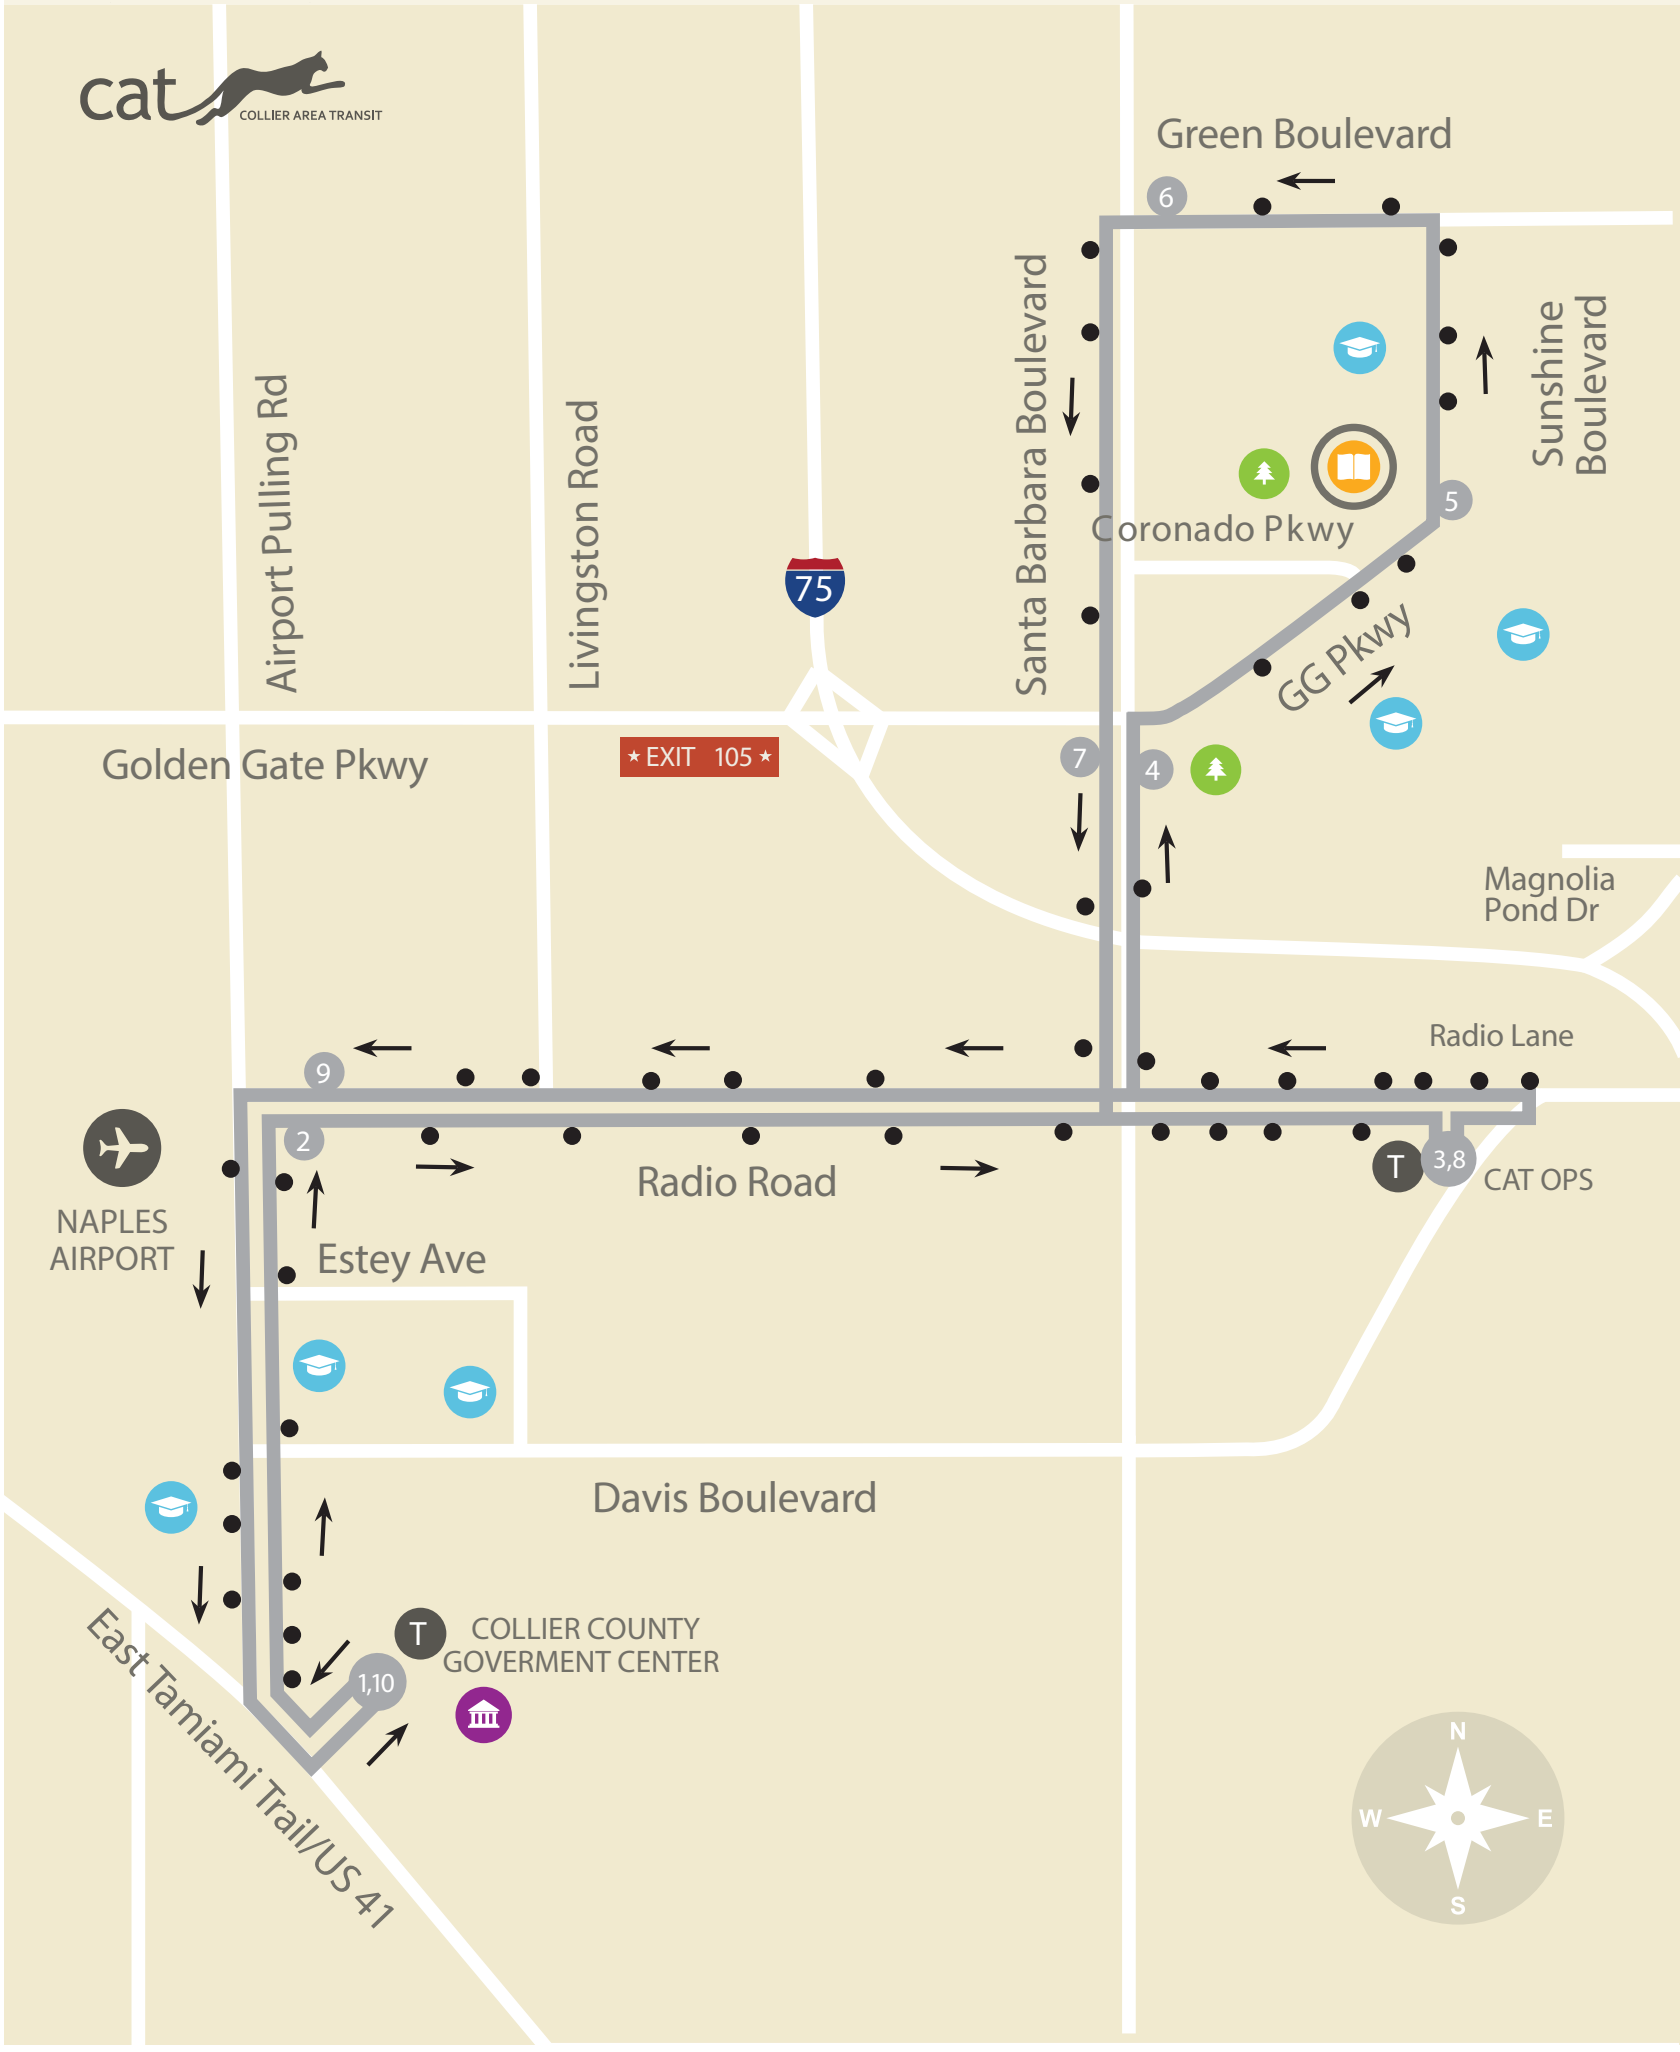 cat
COLLIER AREA TRANSIT
Green Boulevard
6
Santa Barbara Boulevard
Sunshine
Boulevard
Airport Pulling Rd
Livingston Road
5
Coronado Pkwy
75
GG Pkwy
Golden Gate Pkwy
★ EXIT 105 ★
7
4
Magnolia
Pond Dr
Radio Lane
9
2
Radio Road
T
3,8
CAT OPS
NAPLES
AIRPORT
Estey Ave
Davis Boulevard
East Tamiami Trail/US 41
T
COLLIER COUNTY
GOVERMENT CENTER
1,10
N
W
E
S